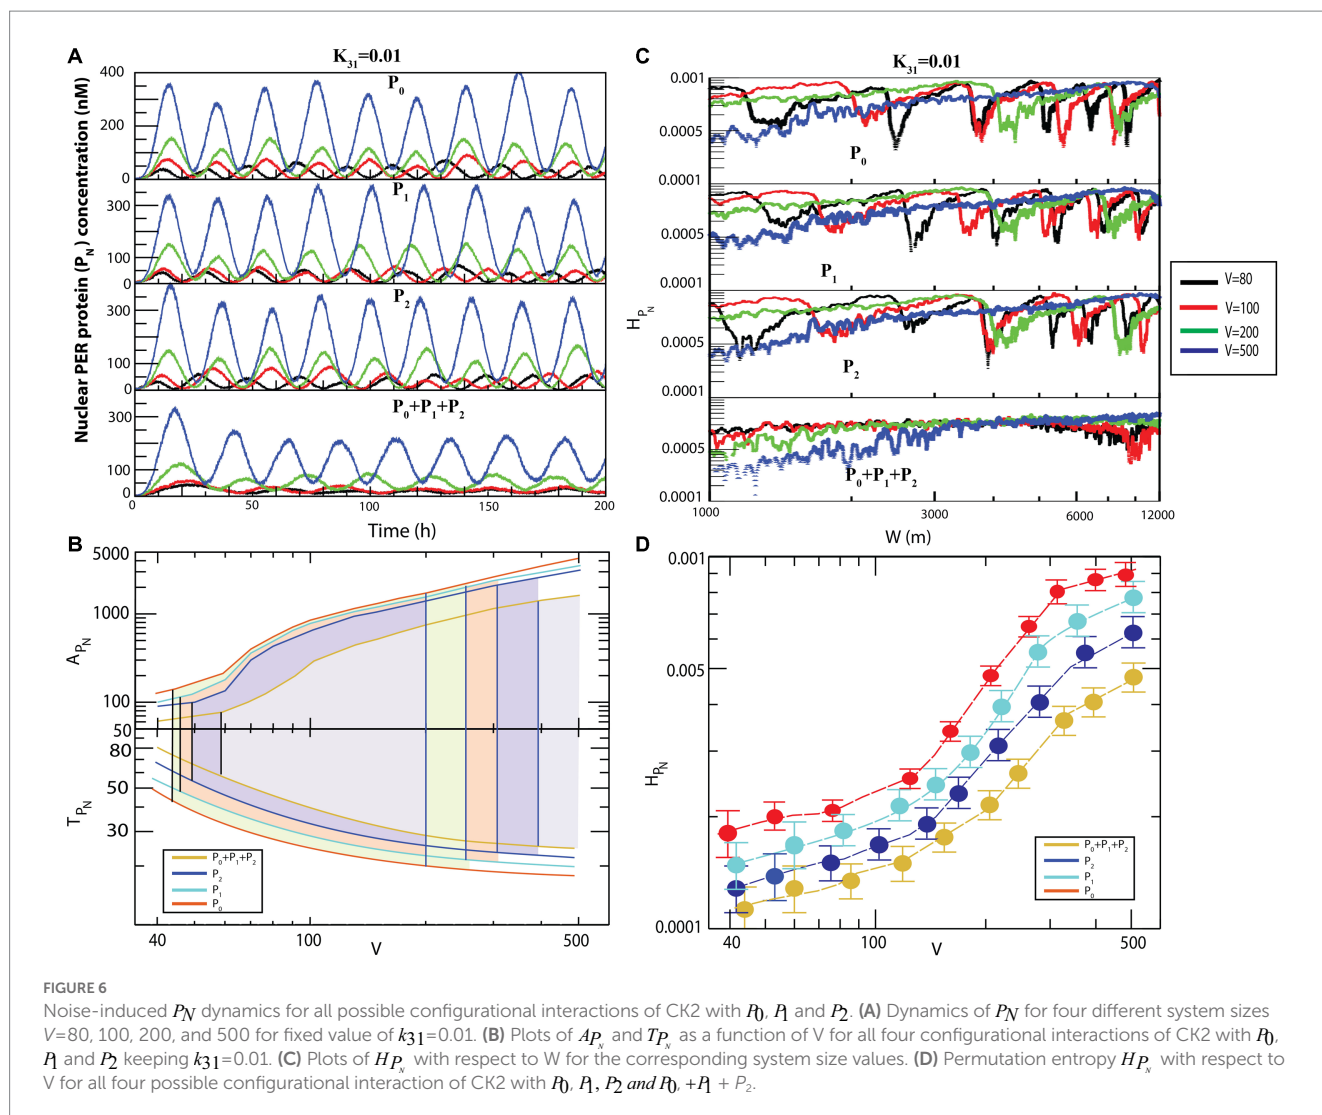 A
K31=0.01
Nuclear PER protein (PN) concentration (nM)
400
200
0
P0
300
100
0
P1
300
100
0
P2
300
100
0
P0+P1+P2
0
50
100
150
200
Time (h)
C
K31=0.01
HPN
0.001
0.0005
0.0001
P0
0.0005
0.0001
P1
0.0005
0.0001
P2
0.0005
0.0001
P0+P1+P2
1000
3000
6000
12000
W (m)
V=80
V=100
V=200
V=500
B
APN
5000
1000
100
50
TPN
80
50
30
P0+P1+P2
P2
P1
P0
40
100
500
V
D
HPN
0.001
0.005
0.0001
P0+P1+P2
P2
P1
P0
40
100
500
V
FIGURE 6
Noise-induced PN dynamics for all possible configurational interactions of CK2 with P0, P1 and P2. (A) Dynamics of PN for four different system sizes
V=80, 100, 200, and 500 for fixed value of k31=0.01. (B) Plots of APN and TPN as a function of V for all four configurational interactions of CK2 with P0,
P1 and P2 keeping k31=0.01. (C) Plots of HPN with respect to W for the corresponding system size values. (D) Permutation entropy HPN with respect to
V for all four possible configurational interaction of CK2 with P0, P1, P2 and P0, +P1 + P2.